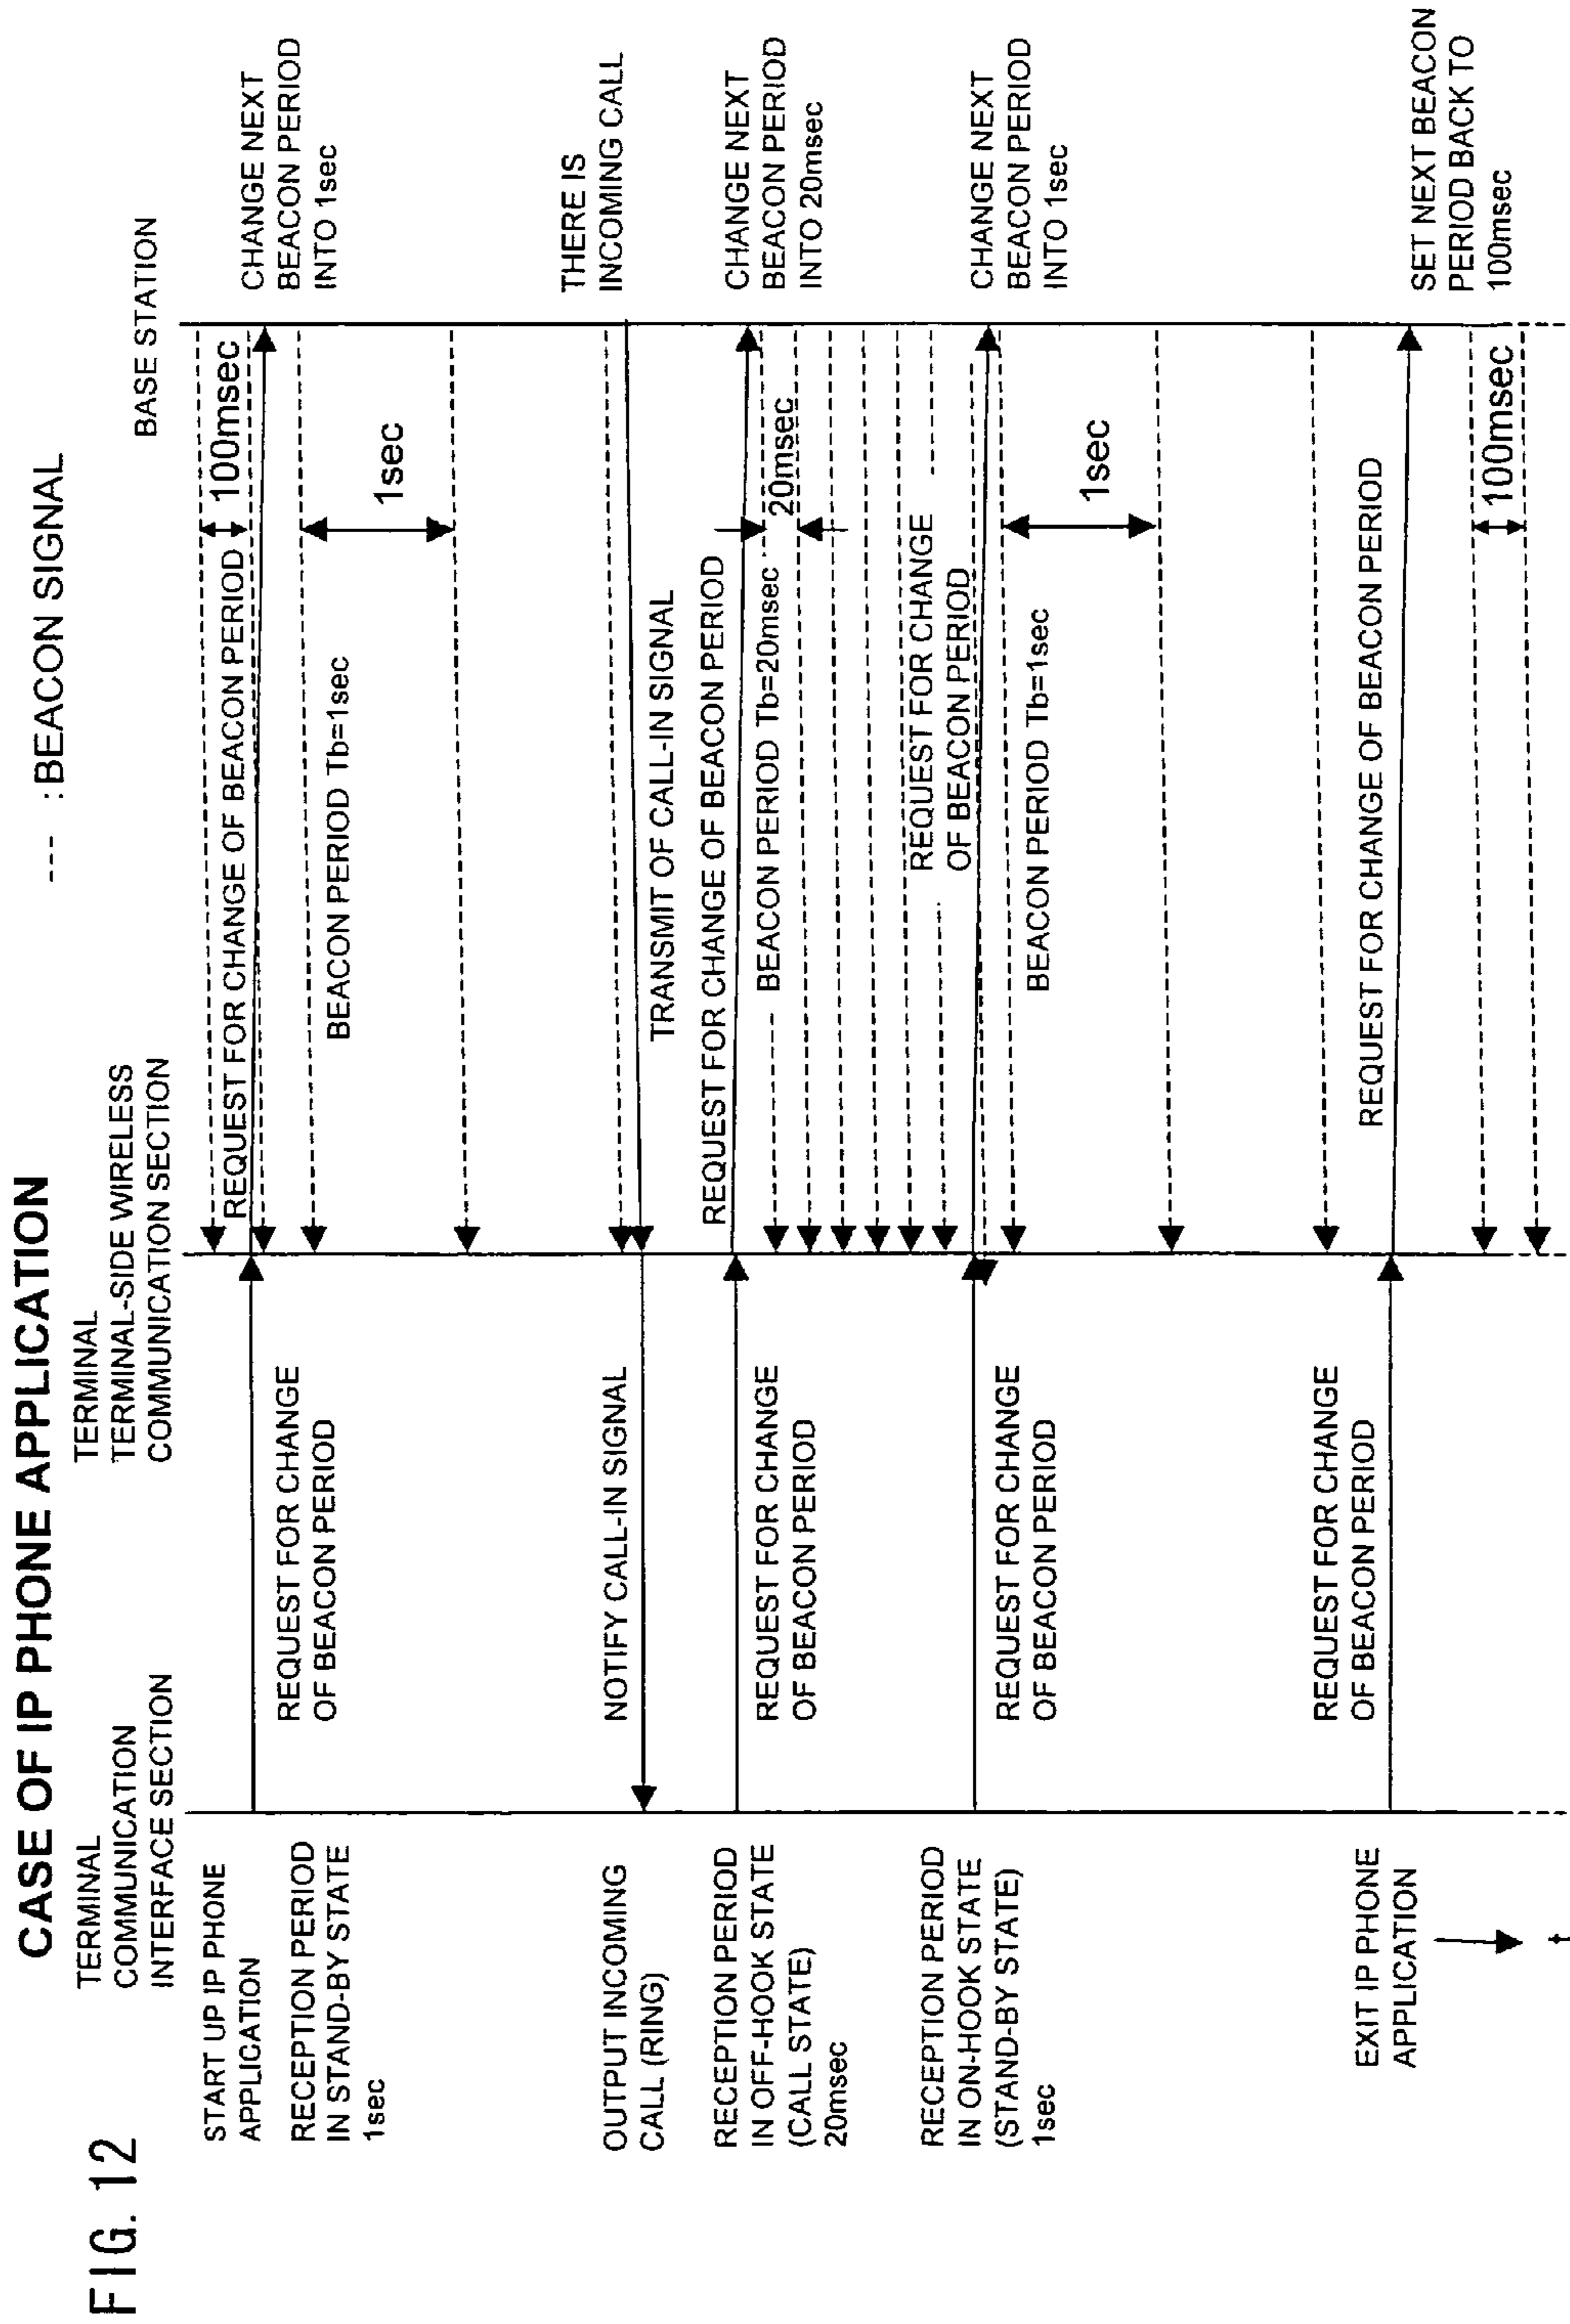 FIG. 12
CASE OF IP PHONE APPLICATION
--- :BEACON SIGNAL
TERMINAL
COMMUNICATION
INTERFACE SECTION
TERMINAL
TERMINAL-SIDE WIRELESS
COMMUNICATION SECTION
BASE STATION
START UP IP PHONE
APPLICATION
RECEPTION PERIOD
IN STAND-BY STATE
1sec
REQUEST FOR CHANGE
OF BEACON PERIOD
REQUEST FOR CHANGE OF BEACON PERIOD
100msec
CHANGE NEXT
BEACON PERIOD
INTO 1sec
BEACON PERIOD Tb=1sec
1sec
THERE IS
INCOMING CALL
OUTPUT INCOMING
CALL (RING)
NOTIFY CALL-IN SIGNAL
TRANSMIT OF CALL-IN SIGNAL
RECEPTION PERIOD
IN OFF-HOOK STATE
(CALL STATE)
20msec
REQUEST FOR CHANGE
OF BEACON PERIOD
REQUEST FOR CHANGE OF BEACON PERIOD
CHANGE NEXT
BEACON PERIOD
INTO 20msec
BEACON PERIOD Tb=20msec
20msec
RECEPTION PERIOD
IN ON-HOOK STATE
(STAND-BY STATE)
1sec
REQUEST FOR CHANGE
OF BEACON PERIOD
REQUEST FOR CHANGE
OF BEACON PERIOD
CHANGE NEXT
BEACON PERIOD
INTO 1sec
BEACON PERIOD Tb=1sec
1sec
EXIT IP PHONE
APPLICATION
REQUEST FOR CHANGE
OF BEACON PERIOD
REQUEST FOR CHANGE OF BEACON PERIOD
SET NEXT BEACON
PERIOD BACK TO
100msec
100msec
t